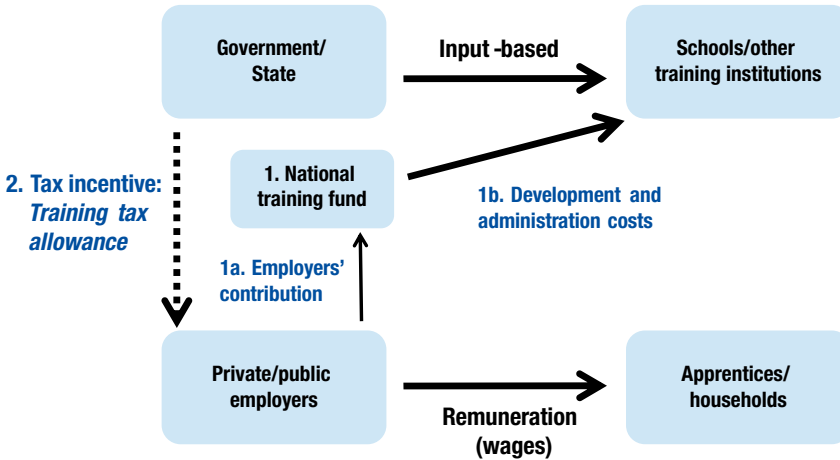 Government/
State
Input -based
Schools/other
training institutions
2. Tax incentive:
Training tax
allowance
1. National
training fund
1b. Development and
administration costs
1a. Employers’
contribution
Private/public
employers
Remuneration
(wages)
Apprentices/
households